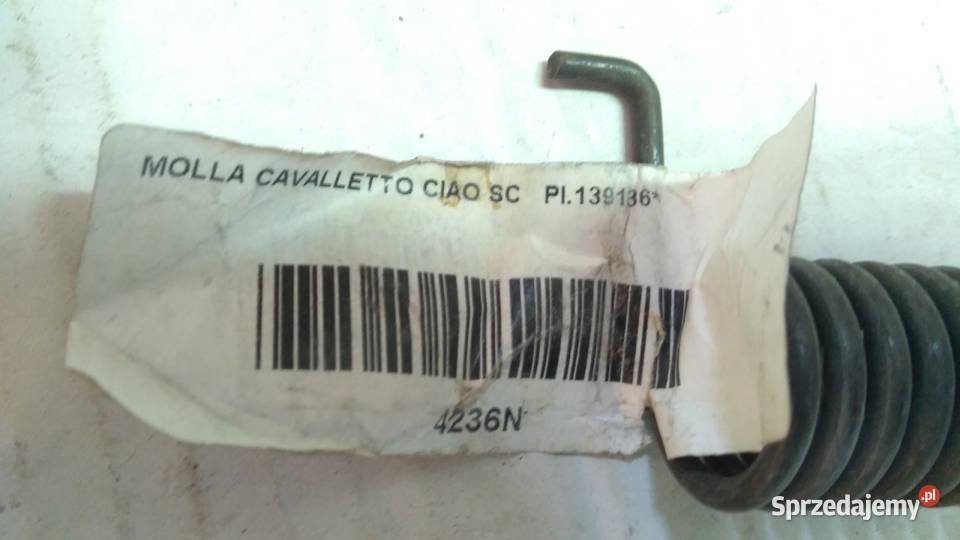 MOLLA CAVALLETTO CIAO SC PI.139136*
4236N
Sprzedajemy.pl